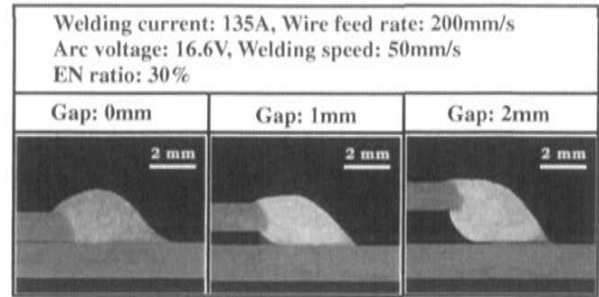 Welding current: 135A, Wire feed rate: 200mm/s
Arc voltage: 16.6V, Welding speed: 50mm/s
EN ratio: 30%
Gap: 0mm
Gap: 1mm
Gap: 2mm
2 mm
2 mm
2 mm